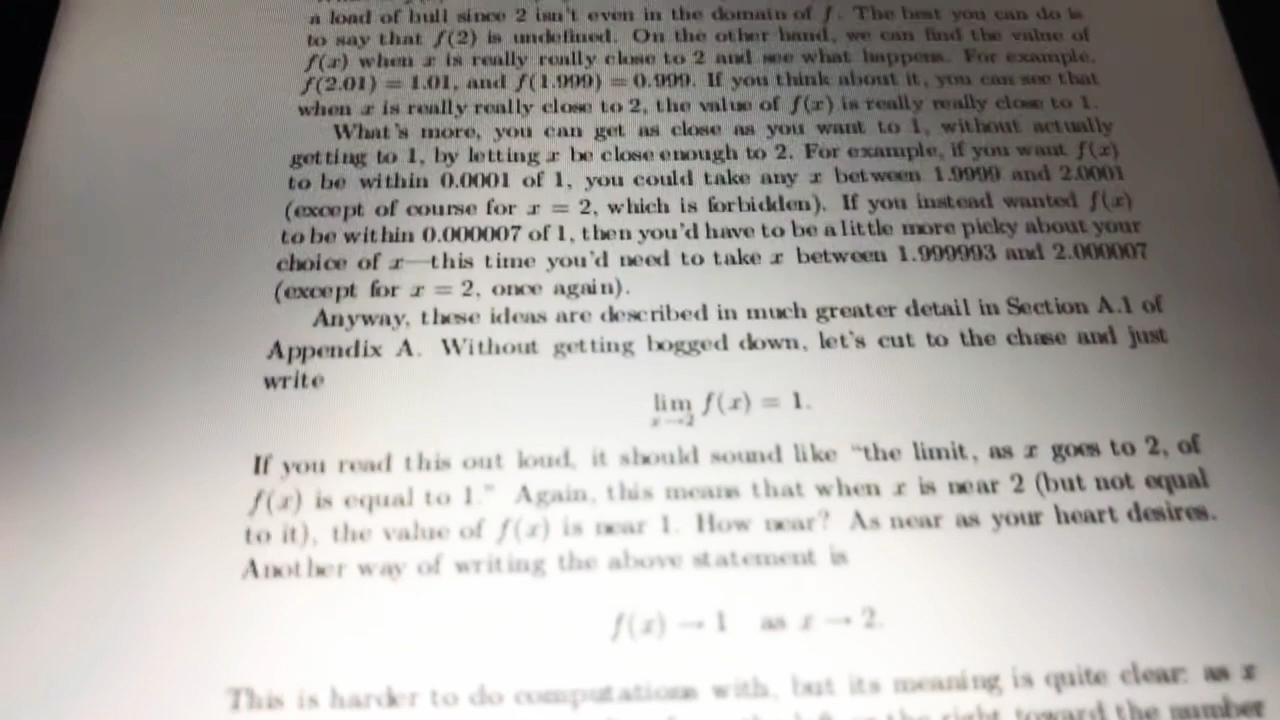 a load of bull since 2 isn't even in the domain of f. The best you can do is
to say that f(2) is undefined. On the other hand, we can find the value of
f(x) when x is really really close to 2 and see what happens. For example,
f(2.01) = 1.01, and f(1.999) = 0.999. If you think about it, you can see that
when x is really really close to 2, the value of f(x) is really really close to 1.
What's more, you can get as close as you want to 1, without actually
getting to 1, by letting x be close enough to 2. For example, if you want f(x)
to be within 0.0001 of 1, you could take any x between 1.9999 and 2.0001
(except of course for x = 2, which is forbidden). If you instead wanted f(x)
to be within 0.000007 of 1, then you'd have to be a little more picky about your
choice of x—this time you'd need to take x between 1.999993 and 2.000007
(except for x = 2, once again).
Anyway, these ideas are described in much greater detail in Section A.1 of
Appendix A. Without getting bogged down, let's cut to the chase and just
write
lim f(x) = 1.
x→2
If you read this out loud, it should sound like "the limit, as x goes to 2, of
f(x) is equal to 1." Again, this means that when x is near 2 (but not equal
to it), the value of f(x) is near 1. How near? As near as your heart desires.
Another way of writing the above statement is
f(x) → 1 as x → 2.
This is harder to do computations with, but its meaning is quite clear: as x
the right toward the number